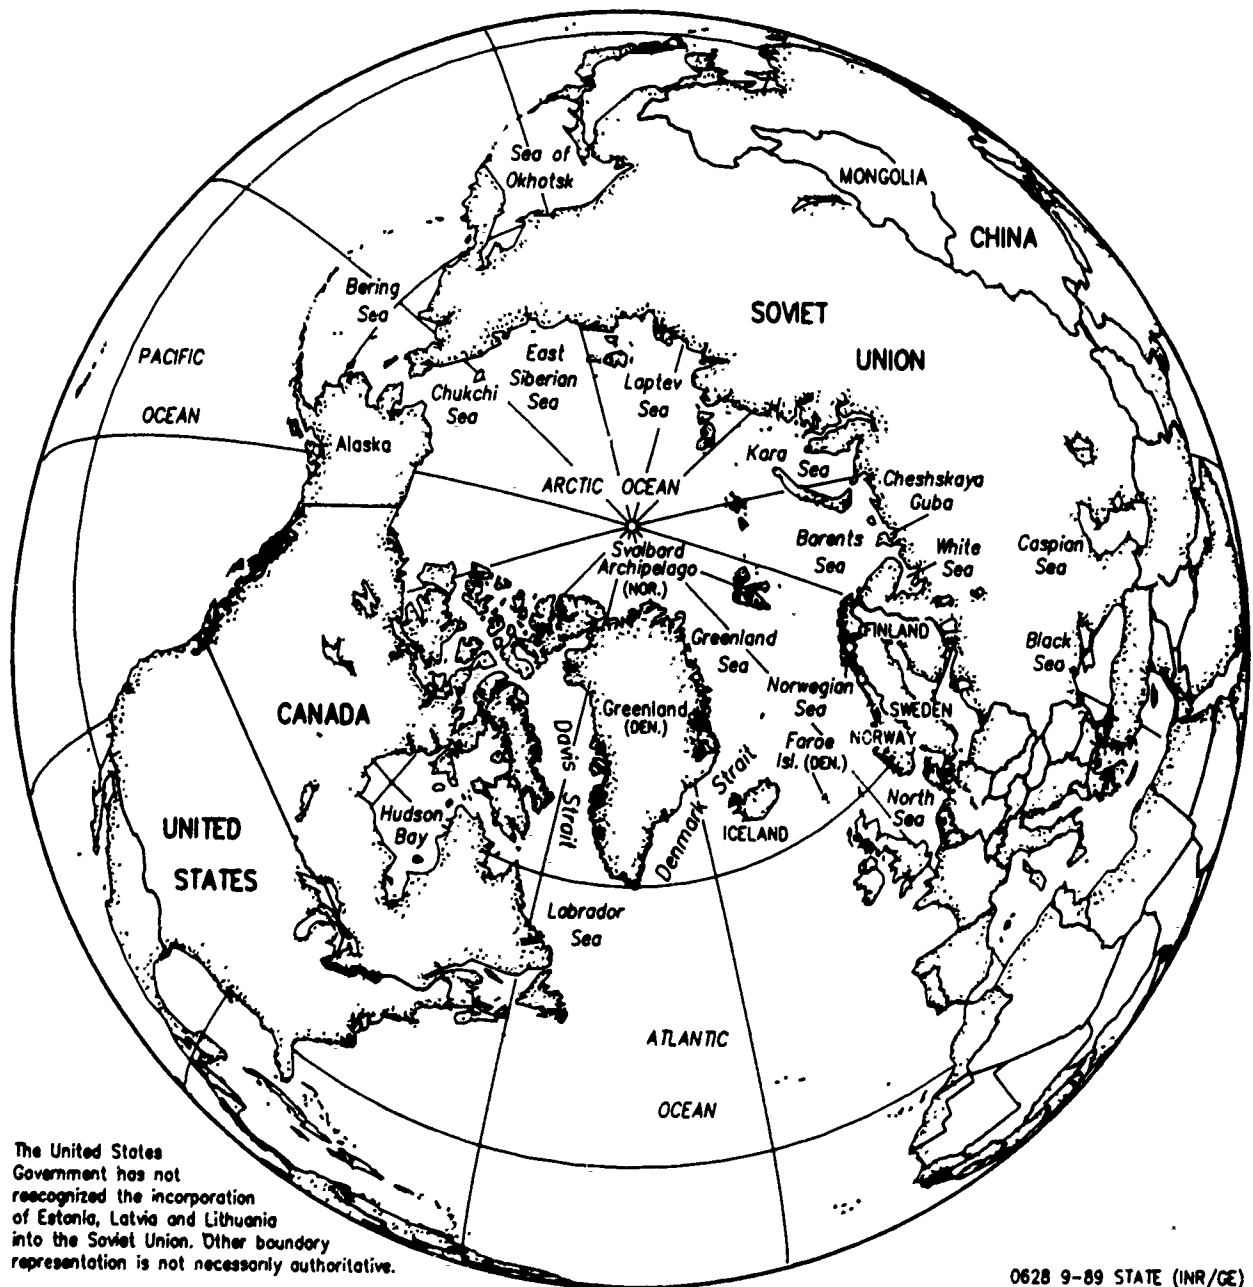 Sea of
Okhotsk
MONGOLIA
CHINA
Bering
Sea
SOVIET
UNION
PACIFIC
OCEAN
East
Siberian
Sea
Laptev
Sea
Chukchi
Sea
Alaska
Kara
Sea
ARCTIC OCEAN
Cheshskaya
Guba
Barents
Sea
White
Sea
Caspian
Sea
Svalbard
Archipelago
(NOR.)
FINLAND
Greenland
Sea
Black
Sea
Norwegian
Sea
SWEDEN
CANADA
Greenland
(DEN.)
Davis Strait
NORWAY
Faroe
Isl. (DEN.)
Denmark Strait
North
Sea
Hudson
Bay
ICELAND
UNITED
STATES
Labrador
Sea
ATLANTIC
OCEAN
The United States
Government has not
reecognized the incorporation
of Estonia, Latvia and Lithuania
into the Soviet Union. Other boundary
representation is not necessarily authoritative.
0628 9-89 STATE (INR/GE)